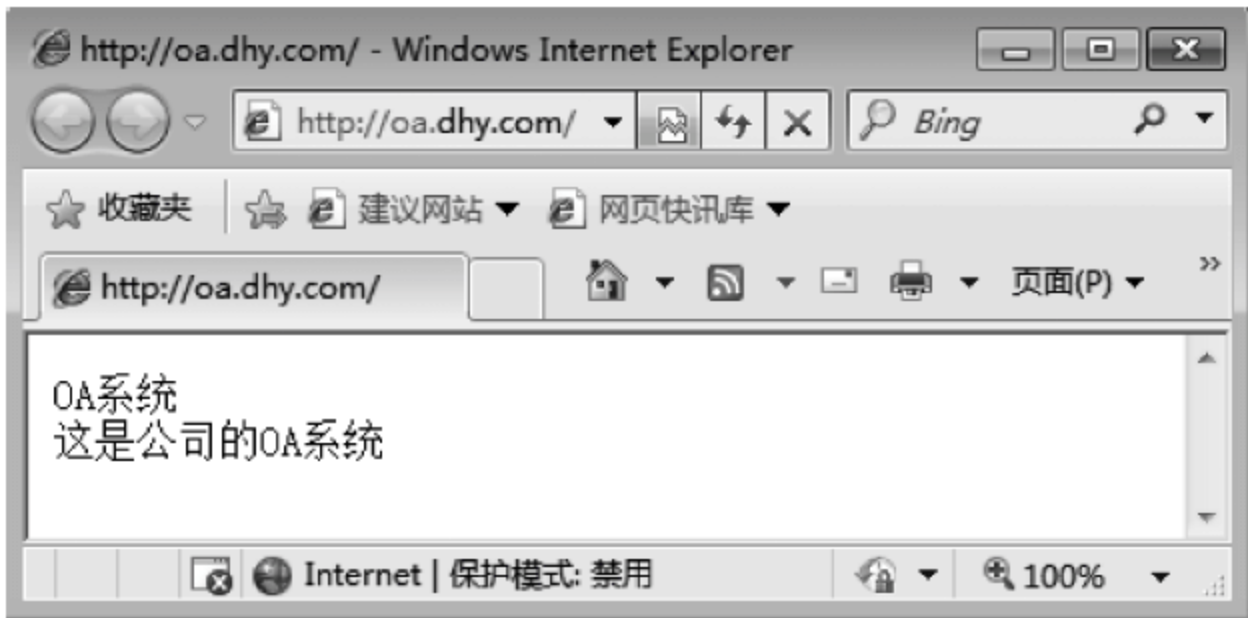 http://oa.dhy.com/ - Windows Internet Explorer
http://oa.dhy.com/ Bing
收藏夹 建议网站 网页快讯库
http://oa.dhy.com/ 页面(P) »
OA系统
这是公司的OA系统
Internet | 保护模式: 禁用 100%